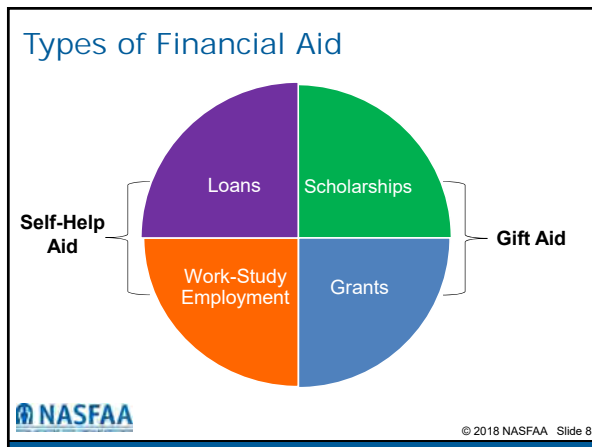 Types of Financial Aid
Loans
Scholarships
Self-Help
Aid
Gift Aid
Work-Study
Employment
Grants
NASFAA
© 2018 NASFAA Slide 8